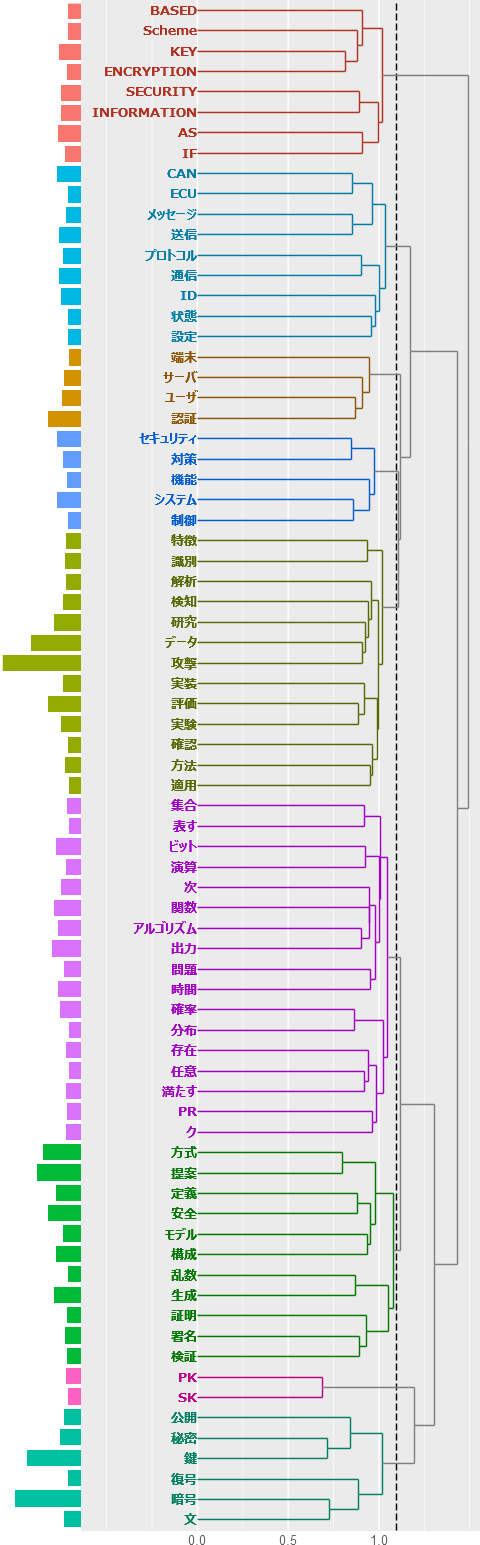 BASED
Scheme
KEY
ENCRYPTION
SECURITY
INFORMATION
AS
IF
CAN
ECU
メッセージ
送信
プロトコル
通信
ID
状態
設定
端末
サーバ
ユーザ
認証
セキュリティ
対策
機能
システム
制御
特徴
識別
解析
検知
研究
データ
攻撃
実装
評価
実験
確認
方法
適用
集合
表す
ビット
演算
次
関数
アルゴリズム
出力
問題
時間
確率
分布
存在
任意
満たす
PR
ク
方式
提案
定義
安全
モデル
構成
乱数
生成
証明
署名
検証
PK
SK
公開
秘密
鍵
復号
暗号
文
0.0 0.5 1.0